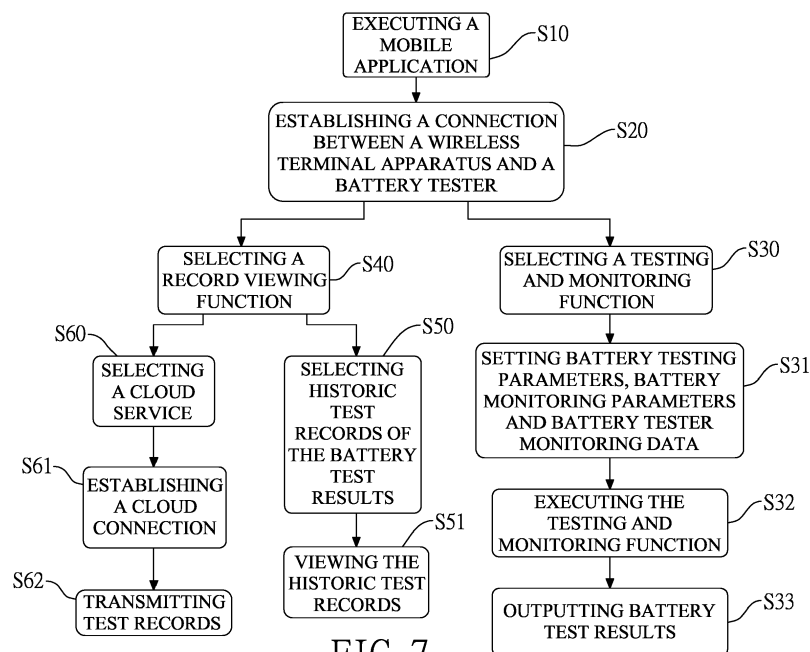 EXECUTING A
MOBILE
APPLICATION
S10
ESTABLISHING A CONNECTION
BETWEEN A WIRELESS
TERMINAL APPARATUS AND A
BATTERY TESTER
S20
SELECTING A
RECORD VIEWING
FUNCTION
S40
SELECTING A TESTING
AND MONITORING
FUNCTION
S30
S60
SELECTING
A CLOUD
SERVICE
S50
SELECTING
HISTORIC
TEST
RECORDS OF
THE BATTERY
TEST
RESULTS
SETTING BATTERY TESTING
PARAMETERS, BATTERY
MONITORING PARAMETERS
AND BATTERY TESTER
MONITORING DATA
S31
S61
ESTABLISHING
A CLOUD
CONNECTION
S51
VIEWING THE
HISTORIC TEST
RECORDS
EXECUTING THE
TESTING AND
MONITORING FUNCTION
S32
S62
TRANSMITTING
TEST RECORDS
OUTPUTTING BATTERY
TEST RESULTS
S33
FIG. 7